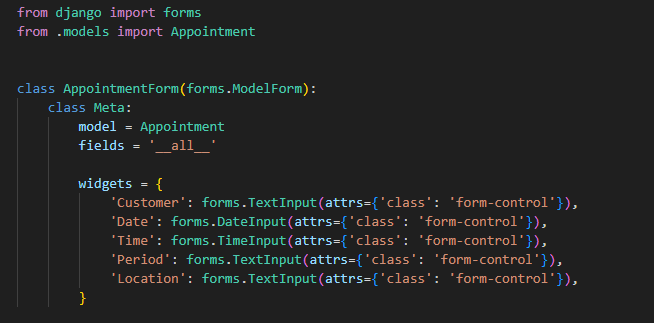 from django import forms
from .models import Appointment
class AppointmentForm(forms.ModelForm):
class Meta:
model = Appointment
fields = '__all__'
widgets = {
'Customer': forms.TextInput(attrs={'class': 'form-control'}),
'Date': forms.DateInput(attrs={'class': 'form-control'}),
'Time': forms.TimeInput(attrs={'class': 'form-control'}),
'Period': forms.TextInput(attrs={'class': 'form-control'}),
'Location': forms.TextInput(attrs={'class': 'form-control'}),
}